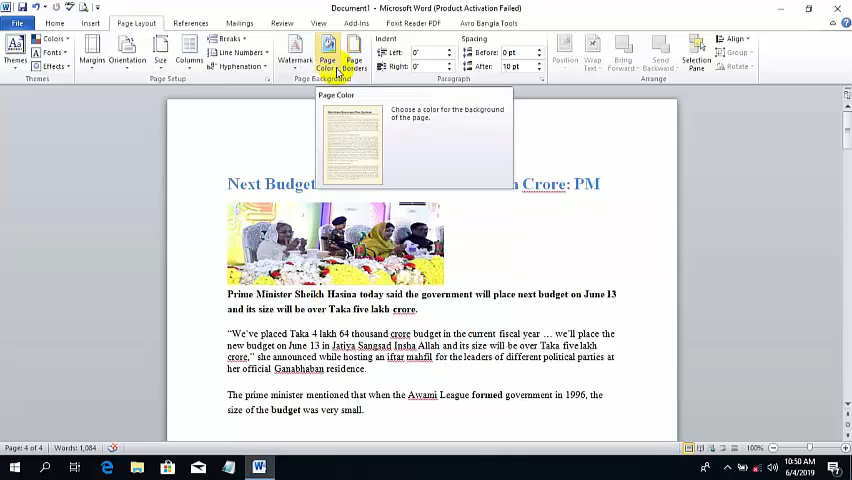 Document1 - Microsoft Word (Product Activation Failed)
File Home Insert Page Layout References Mailings Review View Add-Ins Foxit Reader PDF Avro Bangla Tools
Colors Breaks Indent Spacing Align
Fonts Line Numbers Left: 0" Before: 0 pt Group
Effects Hyphenation Right: 0" After: 10 pt Rotate
Themes Margins Orientation Size Columns Watermark Page Color Page Borders Position Wrap Text Bring Forward Send Backward Selection Pane
Themes Page Setup Page Background Paragraph Arrange
Page Color
Choose a color for the background
of the page.
Next Budget Crore: PM
Prime Minister Sheikh Hasina today said the government will place next budget on June 13
and its size will be over Taka five lakh crore.
“We’ve placed Taka 4 lakh 64 thousand crore budget in the current fiscal year … we’ll place the
new budget on June 13 in Jatiya Sangsad Insha Allah and its size will be over Taka five lakh
crore,” she announced while hosting an iftar mahfil for the leaders of different political parties at
her official Ganabhaban residence.
The prime minister mentioned that when the Awami League formed government in 1996, the
size of the budget was very small.
Page: 4 of 4 Words: 1,084 100%
10:50 AM
6/4/2019